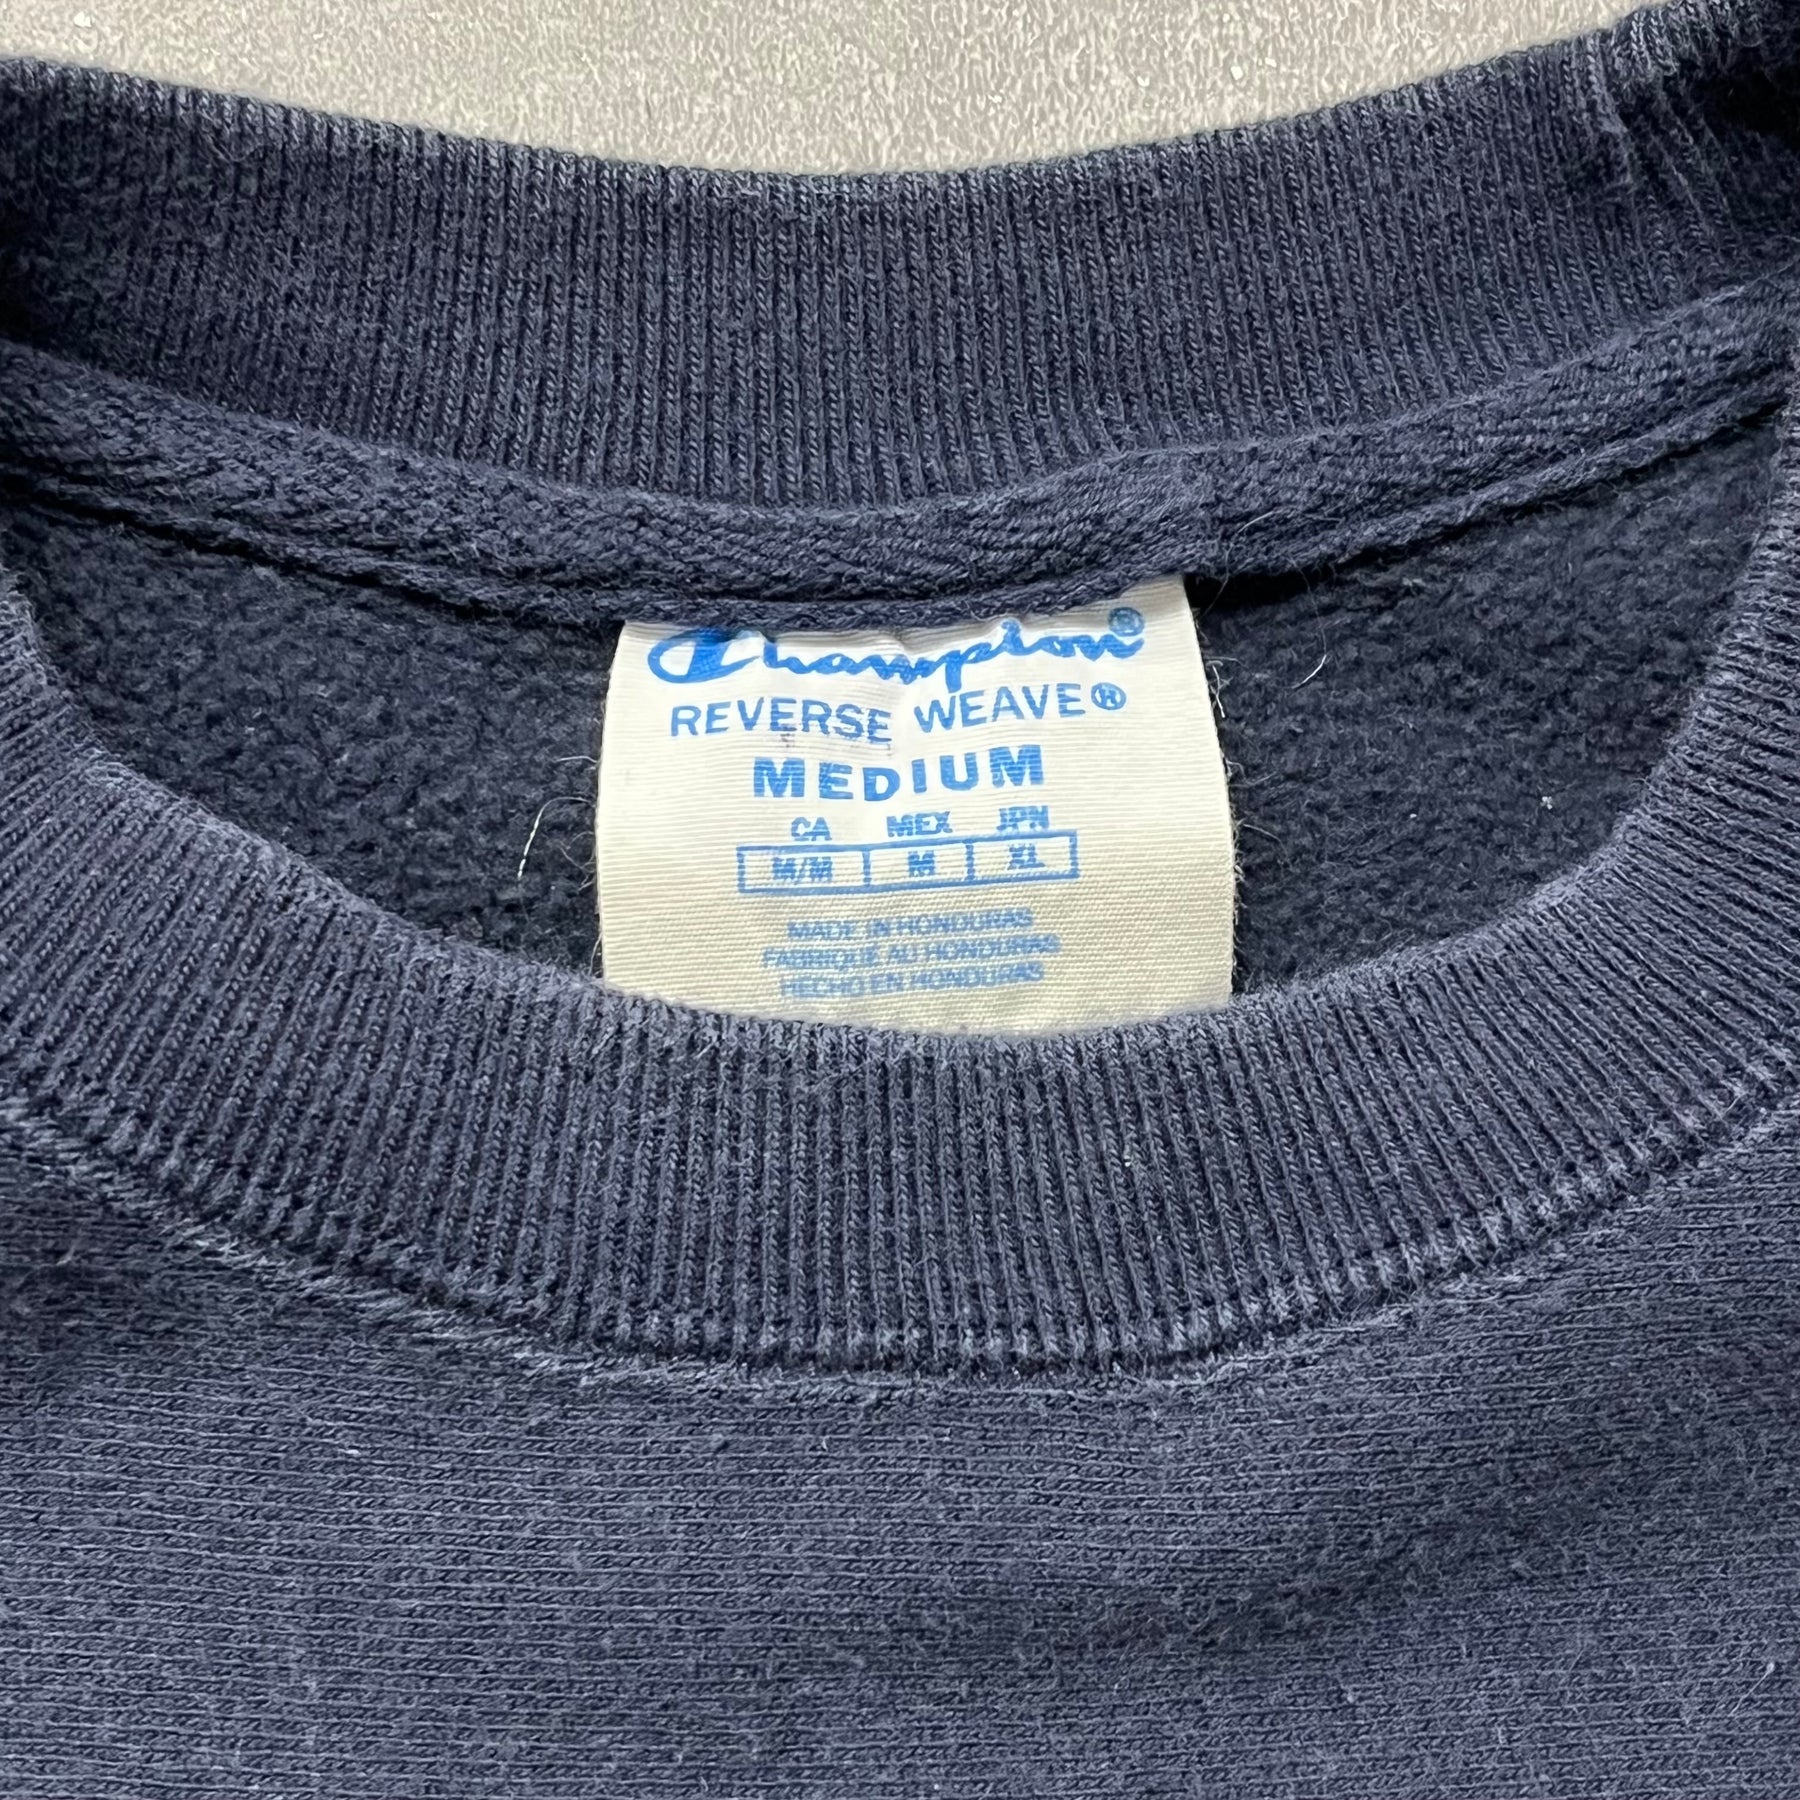 Champion®
REVERSE WEAVE®
MEDIUM
CA MEX JPN
M/M M XL
MADE IN HONDURAS
FABRIQUÉ AU HONDURAS
HECHO EN HONDURAS